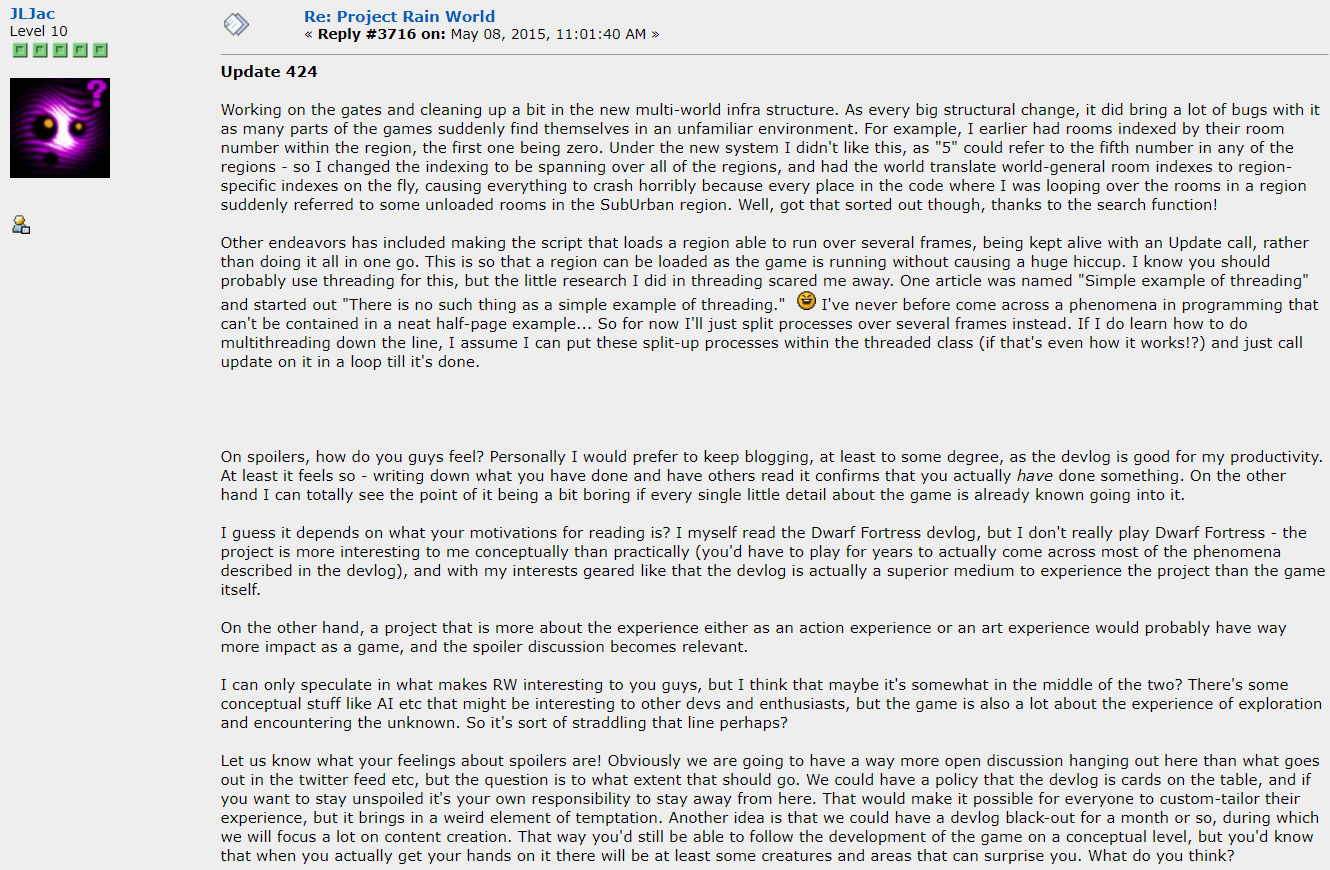 JLJac
Level 10
Re: Project Rain World
« Reply #3716 on: May 08, 2015, 11:01:40 AM »
Update 424
Working on the gates and cleaning up a bit in the new multi-world infra structure. As every big structural change, it did bring a lot of bugs with it
as many parts of the games suddenly find themselves in an unfamiliar environment. For example, I earlier had rooms indexed by their room
number within the region, the first one being zero. Under the new system I didn't like this, as "5" could refer to the fifth number in any of the
regions - so I changed the indexing to be spanning over all of the regions, and had the world translate world-general room indexes to region-
specific indexes on the fly, causing everything to crash horribly because every place in the code where I was looping over the rooms in a region
suddenly referred to some unloaded rooms in the SubUrban region. Well, got that sorted out though, thanks to the search function!
Other endeavors has included making the script that loads a region able to run over several frames, being kept alive with an Update call, rather
than doing it all in one go. This is so that a region can be loaded as the game is running without causing a huge hiccup. I know you should
probably use threading for this, but the little research I did in threading scared me away. One article was named "Simple example of threading"
and started out "There is no such thing as a simple example of threading." I've never before come across a phenomena in programming that
can't be contained in a neat half-page example... So for now I'll just split processes over several frames instead. If I do learn how to do
multithreading down the line, I assume I can put these split-up processes within the threaded class (if that's even how it works!?) and just call
update on it in a loop till it's done.
On spoilers, how do you guys feel? Personally I would prefer to keep blogging, at least to some degree, as the devlog is good for my productivity.
At least it feels so - writing down what you have done and have others read it confirms that you actually have done something. On the other
hand I can totally see the point of it being a bit boring if every single little detail about the game is already known going into it.
I guess it depends on what your motivations for reading is? I myself read the Dwarf Fortress devlog, but I don't really play Dwarf Fortress - the
project is more interesting to me conceptually than practically (you'd have to play for years to actually come across most of the phenomena
described in the devlog), and with my interests geared like that the devlog is actually a superior medium to experience the project than the game
itself.
On the other hand, a project that is more about the experience either as an action experience or an art experience would probably have way
more impact as a game, and the spoiler discussion becomes relevant.
I can only speculate in what makes RW interesting to you guys, but I think that maybe it's somewhat in the middle of the two? There's some
conceptual stuff like AI etc that might be interesting to other devs and enthusiasts, but the game is also a lot about the experience of exploration
and encountering the unknown. So it's sort of straddling that line perhaps?
Let us know what your feelings about spoilers are! Obviously we are going to have a way more open discussion hanging out here than what goes
out in the twitter feed etc, but the question is to what extent that should go. We could have a policy that the devlog is cards on the table, and if
you want to stay unspoiled it's your own responsibility to stay away from here. That would make it possible for everyone to custom-tailor their
experience, but it brings in a weird element of temptation. Another idea is that we could have a devlog black-out for a month or so, during which
we will focus a lot on content creation. That way you'd still be able to follow the development of the game on a conceptual level, but you'd know
that when you actually get your hands on it there will be at least some creatures and areas that can surprise you. What do you think?